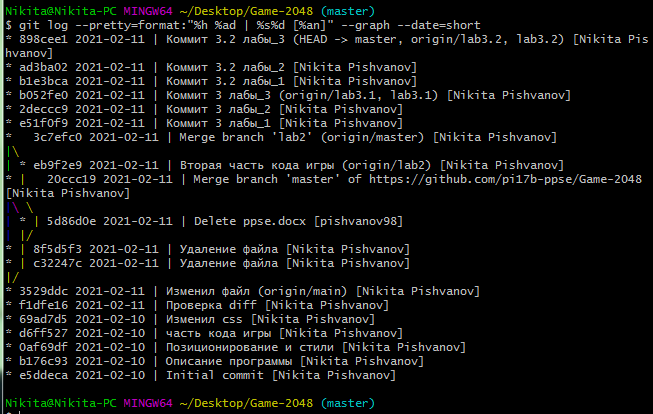 Nikita@Nikita-PC MINGW64 ~/Desktop/Game-2048 (master)
$ git log --pretty=format:"%h %ad | %s%d [%an]" --graph --date=short
* 898cee1 2021-02-11 | Коммит 3.2 лабы_3 (HEAD -> master, origin/lab3.2, lab3.2) [Nikita Pis
hvanov]
* ad3ba02 2021-02-11 | Коммит 3.2 лабы_2 [Nikita Pishvanov]
* b1e3bca 2021-02-11 | Коммит 3.2 лабы_1 [Nikita Pishvanov]
* b052fe0 2021-02-11 | Коммит 3 лабы_3 (origin/lab3.1, lab3.1) [Nikita Pishvanov]
* 2deccc9 2021-02-11 | Коммит 3 лабы_2 [Nikita Pishvanov]
* e51f0f9 2021-02-11 | Коммит 3 лабы_1 [Nikita Pishvanov]
*   3c7efc0 2021-02-11 | Merge branch 'lab2' (origin/master) [Nikita Pishvanov]
|\
| * eb9f2e9 2021-02-11 | Вторая часть кода игры (origin/lab2) [Nikita Pishvanov]
* |   20ccc19 2021-02-11 | Merge branch 'master' of https://github.com/pi17b-ppse/Game-2048
[Nikita Pishvanov]
|\ \
| * | 5d86d0e 2021-02-11 | Delete ppse.docx [pishvanov98]
| |/
* | 8f5d5f3 2021-02-11 | Удаление файла [Nikita Pishvanov]
* | c32247c 2021-02-11 | Удаление файла [Nikita Pishvanov]
|/
* 3529ddc 2021-02-11 | Изменил файл (origin/main) [Nikita Pishvanov]
* f1dfe16 2021-02-11 | Проверка diff [Nikita Pishvanov]
* 69ad7d5 2021-02-10 | Изменил css [Nikita Pishvanov]
* d6ff527 2021-02-10 | часть кода игры [Nikita Pishvanov]
* 0af69df 2021-02-10 | Позиционирование и стили [Nikita Pishvanov]
* b176c93 2021-02-10 | Описание программы [Nikita Pishvanov]
* e5ddeca 2021-02-10 | Initial commit [Nikita Pishvanov]
Nikita@Nikita-PC MINGW64 ~/Desktop/Game-2048 (master)